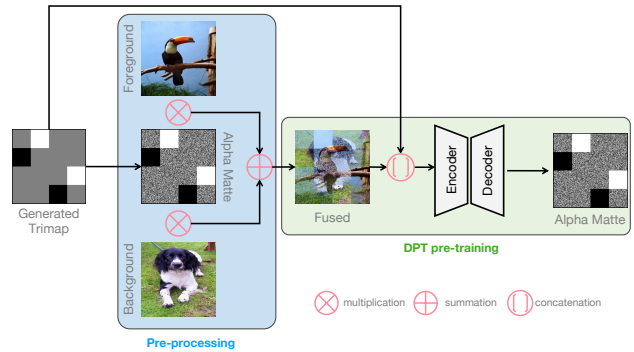 Foreground
Alpha Matte
Background
Generated
Trimap
Pre-processing
Fused
Encoder
Decoder
Alpha Matte
DPT pre-training
multiplication
summation
concatenation